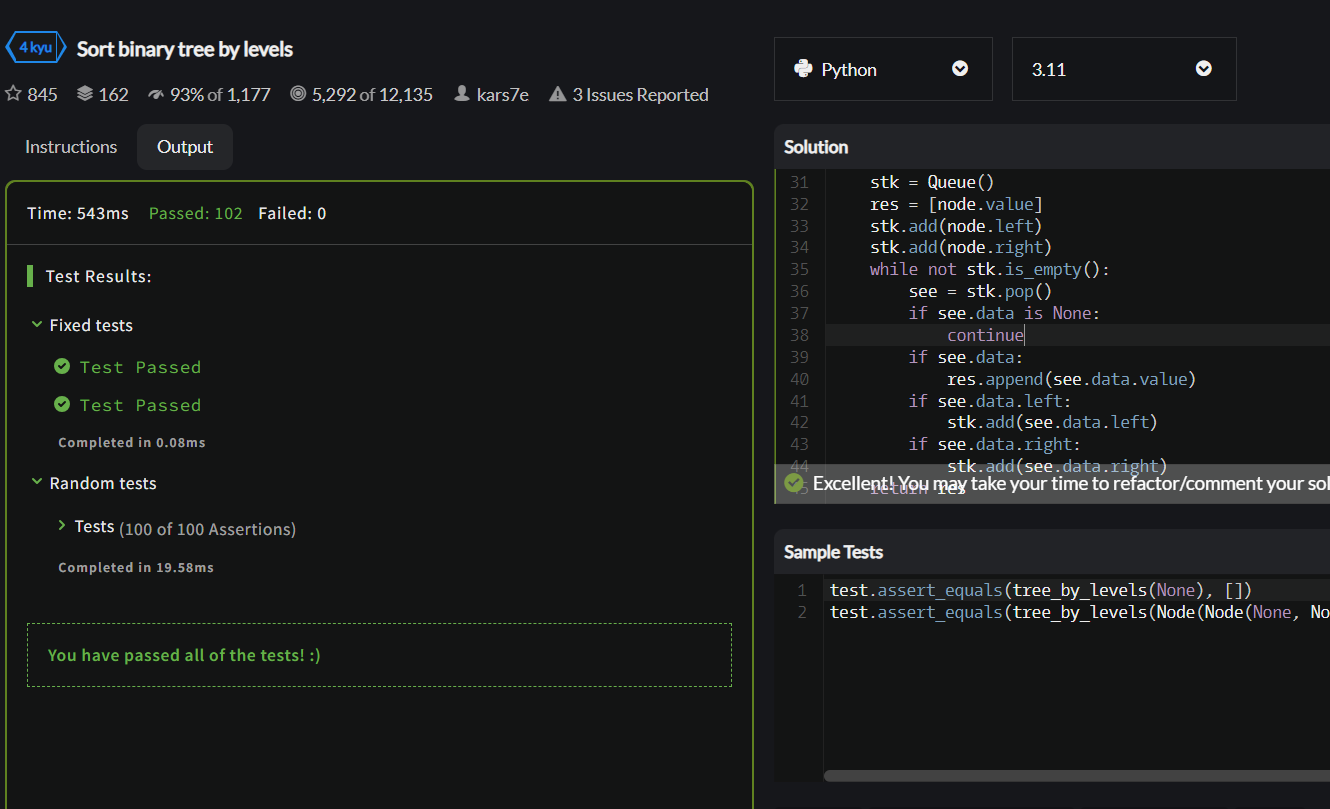 4 kyu Sort binary tree by levels
845 162 93% of 1,177 5,292 of 12,135 kars7e 3 Issues Reported
Instructions Output
Time: 543ms Passed: 102 Failed: 0
Test Results:
Fixed tests
Test Passed
Test Passed
Completed in 0.08ms
Random tests
Tests (100 of 100 Assertions)
Completed in 19.58ms
You have passed all of the tests! :)
Python 3.11
Solution
31 stk = Queue()
32 res = [node.value]
33 stk.add(node.left)
34 stk.add(node.right)
35 while not stk.is_empty():
36 see = stk.pop()
37 if see.data is None:
38 continue
39 if see.data:
40 res.append(see.data.value)
41 if see.data.left:
42 stk.add(see.data.left)
43 if see.data.right:
44 stk.add(see.data.right)
45 return res
Excellent! You may take your time to refactor/comment your sol
Sample Tests
1 test.assert_equals(tree_by_levels(None), [])
2 test.assert_equals(tree_by_levels(Node(Node(None, No